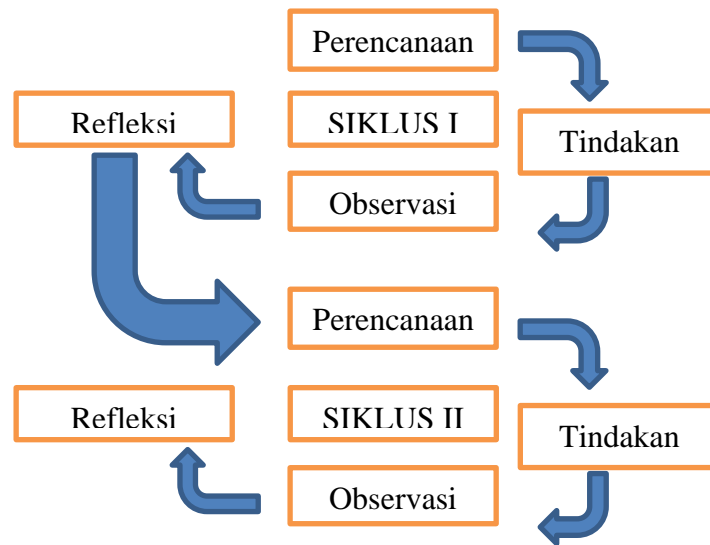 Perencanaan
Refleksi
SIKLUS I
Tindakan
Observasi
Perencanaan
Refleksi
SIKLUS II
Tindakan
Observasi